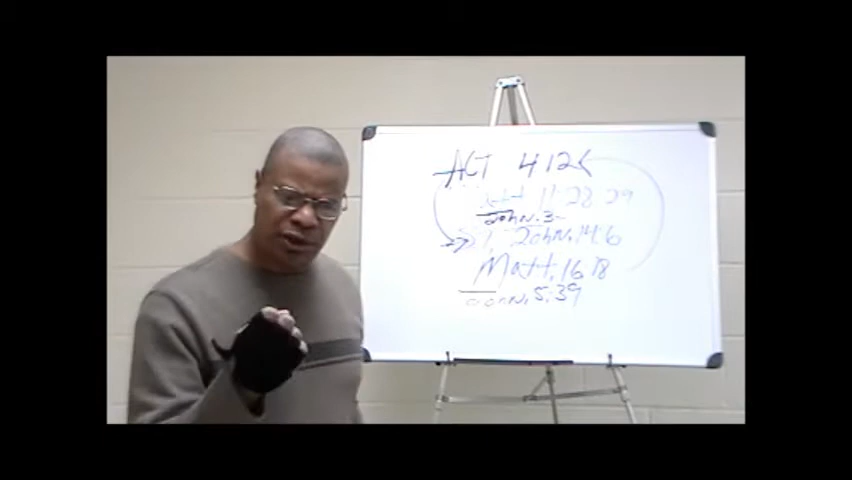 ACT 412
11:28-29
John.3-
John.14:6
Matt.16 18
John.5:39